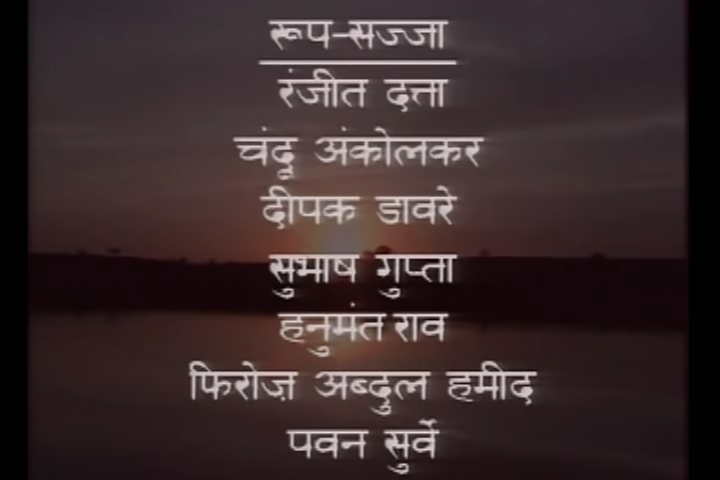 रूप-सज्जा
रंजीत दत्ता
चंदू अंकोलकर
दीपक डावरे
सुभाष गुप्ता
हनुमंत राव
फिरोज़ अब्दुल हमीद
पवन सुर्वे